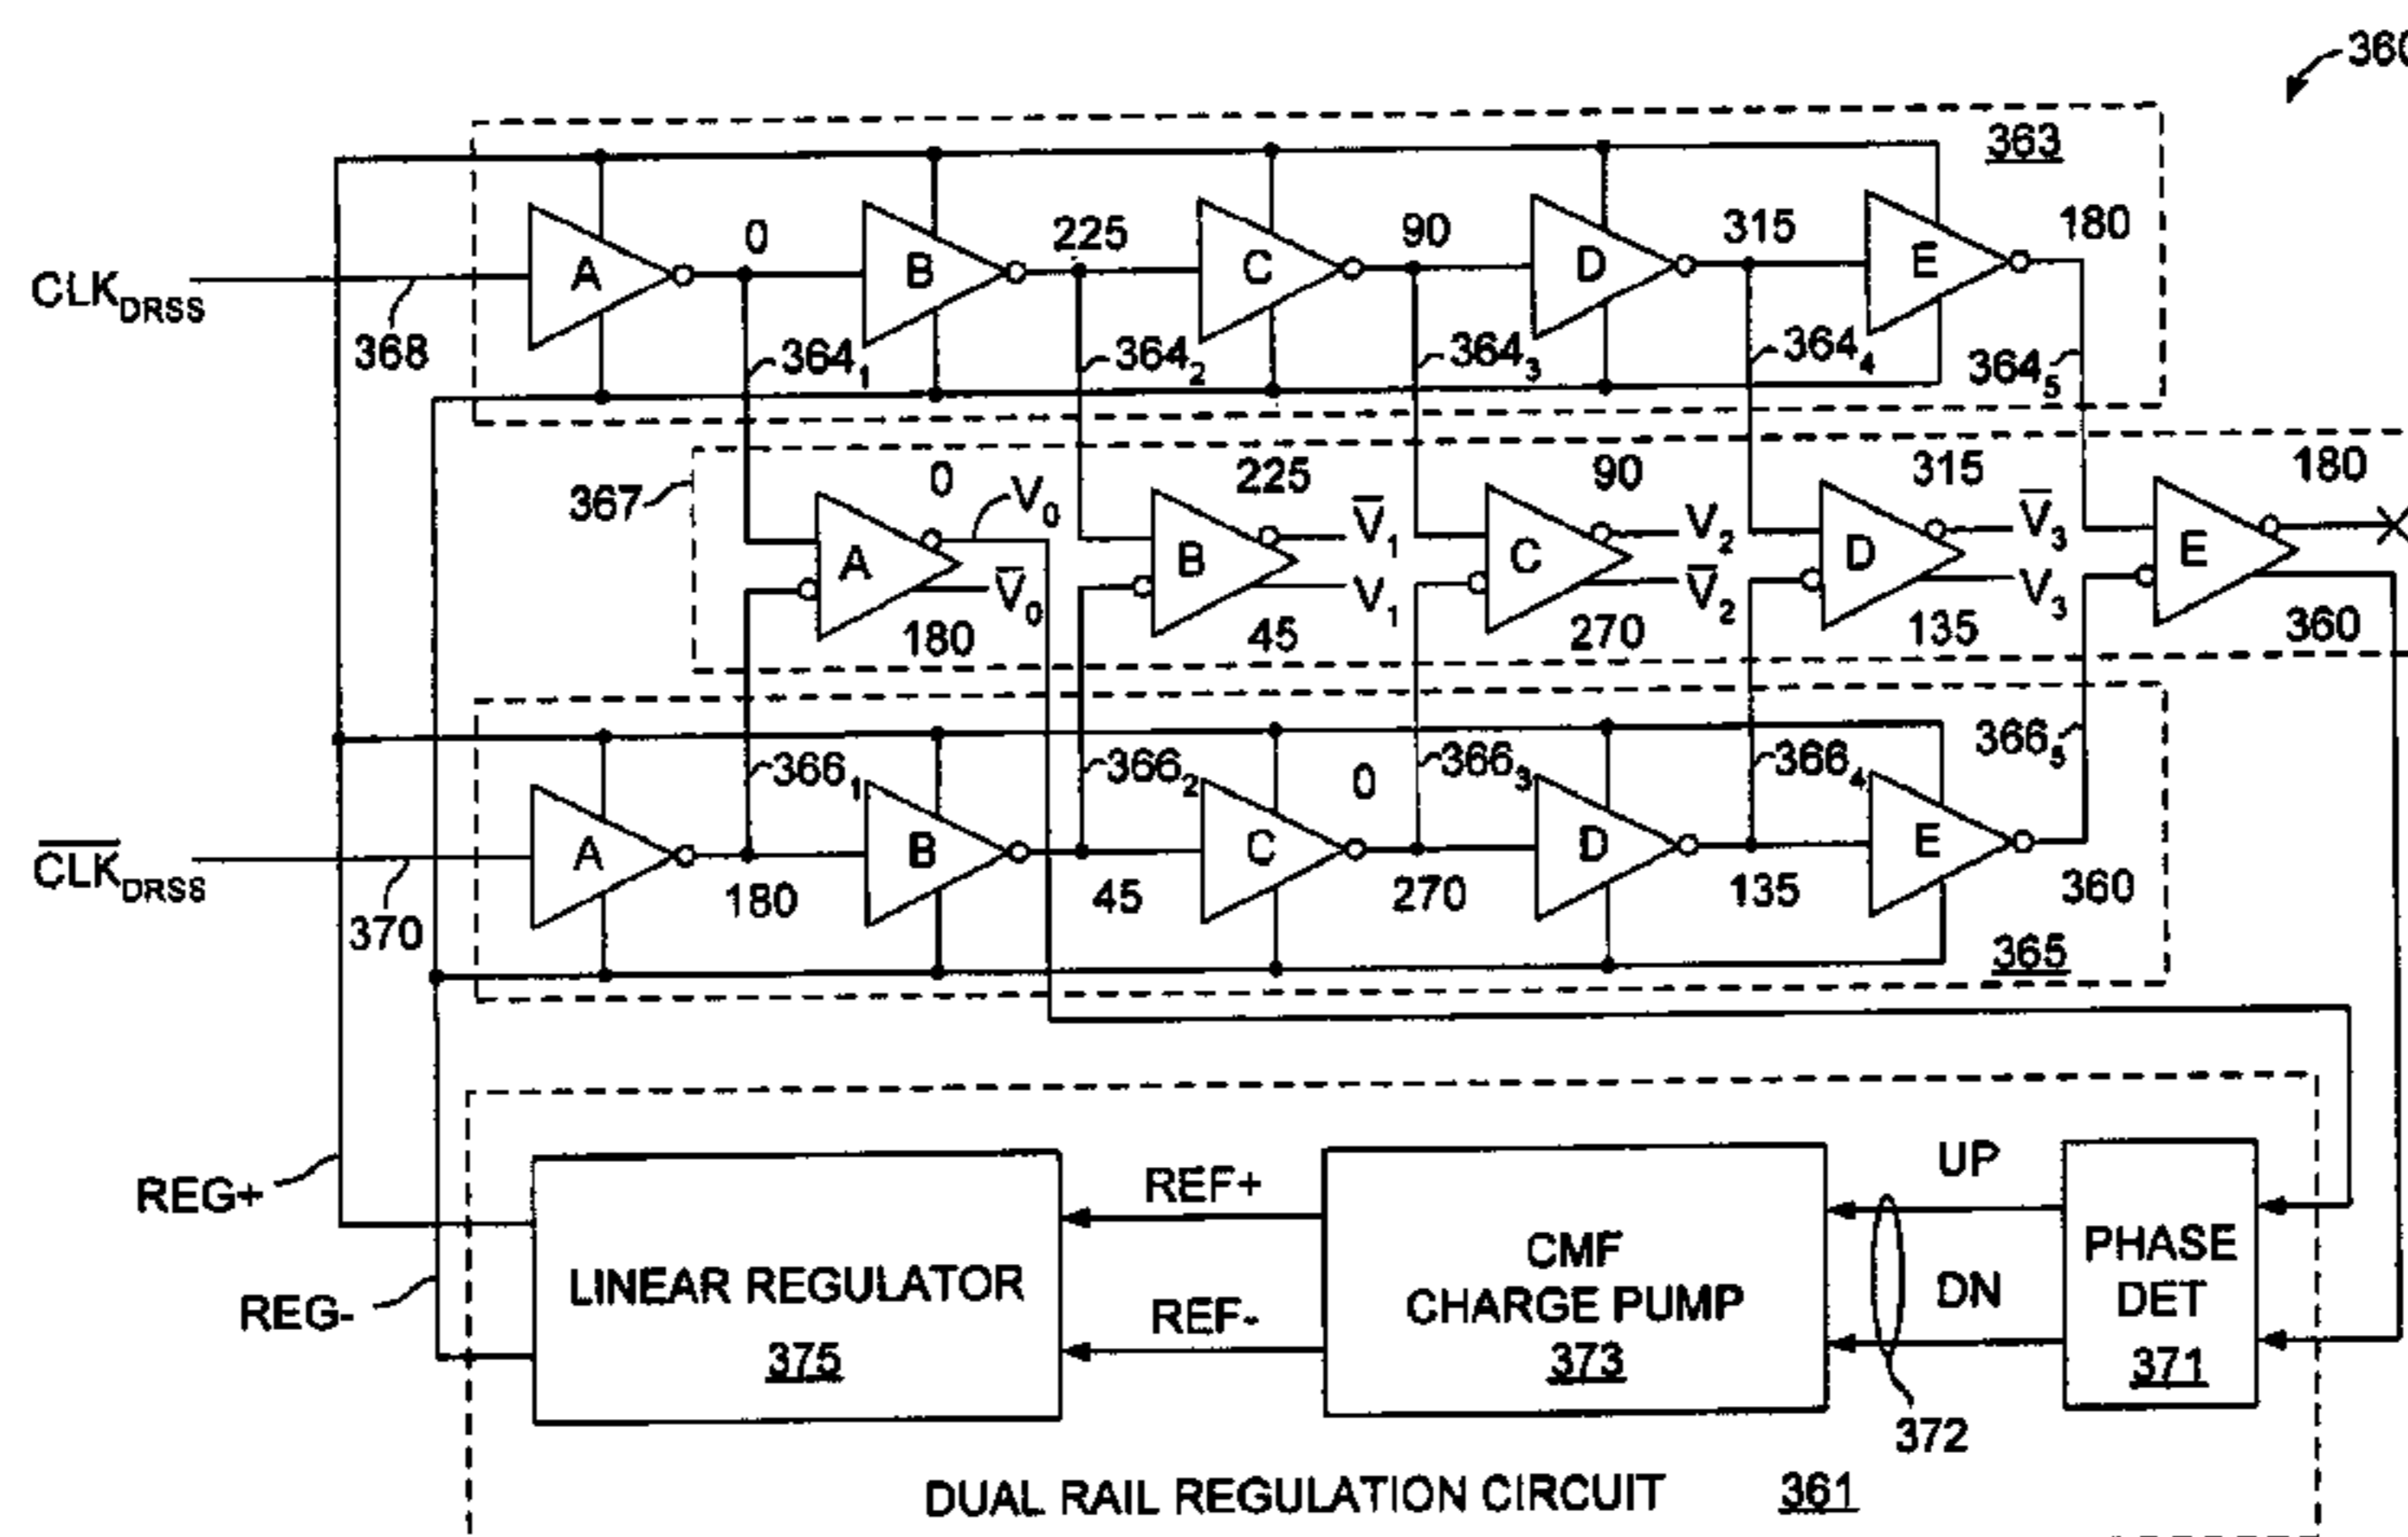 360
363
0 225 90 315 180
A B C D E
CLK_DRSS
368 364₁ 364₂ 364₃ 364₄ 364₅
367 0 V₀ 225 V̅₁ 90 V₂ 315 V̅₃ 180
A B C D E
V̅₀ V₁ V̅₂ V₃
180 45 270 135 360
366₁ 366₂ 0 366₃ 366₄ 366₅
A B C D E
C̅L̅K̅_DRSS
370 180 45 270 135 360
365
REG+
REG-
LINEAR REGULATOR
375
REF+
REF-
CMF
CHARGE PUMP
373
UP
DN
372
PHASE
DET
371
DUAL RAIL REGULATION CIRCUIT 361